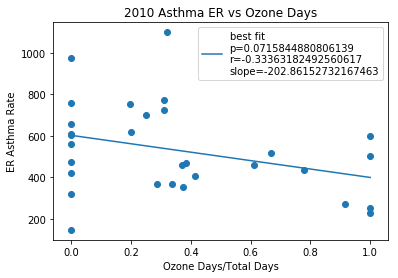 2010 Asthma ER vs Ozone Days
best fit
p=0.0715844880806139
r=-0.33363182492560617
slope=-202.86152732167463
ER Asthma Rate
1000
800
600
400
200
0.0 0.2 0.4 0.6 0.8 1.0
Ozone Days/Total Days